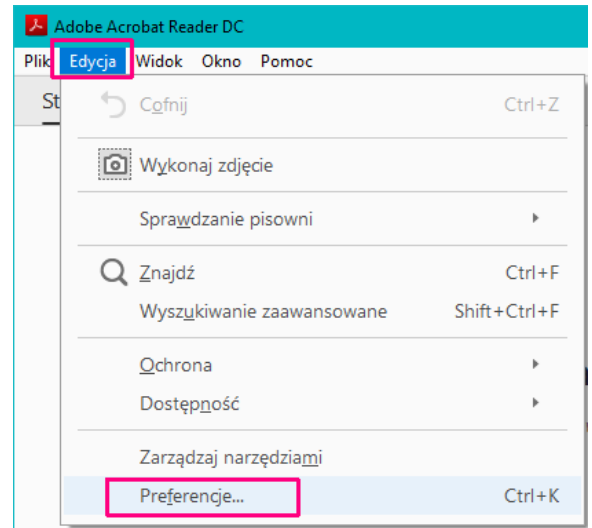 Adobe Acrobat Reader DC
Plik Edycja Widok Okno Pomoc
St
Cofnij Ctrl+Z
Wykonaj zdjęcie
Sprawdzanie pisowni
Znajdź Ctrl+F
Wyszukiwanie zaawansowane Shift+Ctrl+F
Ochrona
Dostępność
Zarządzaj narzędziami
Preferencje... Ctrl+K